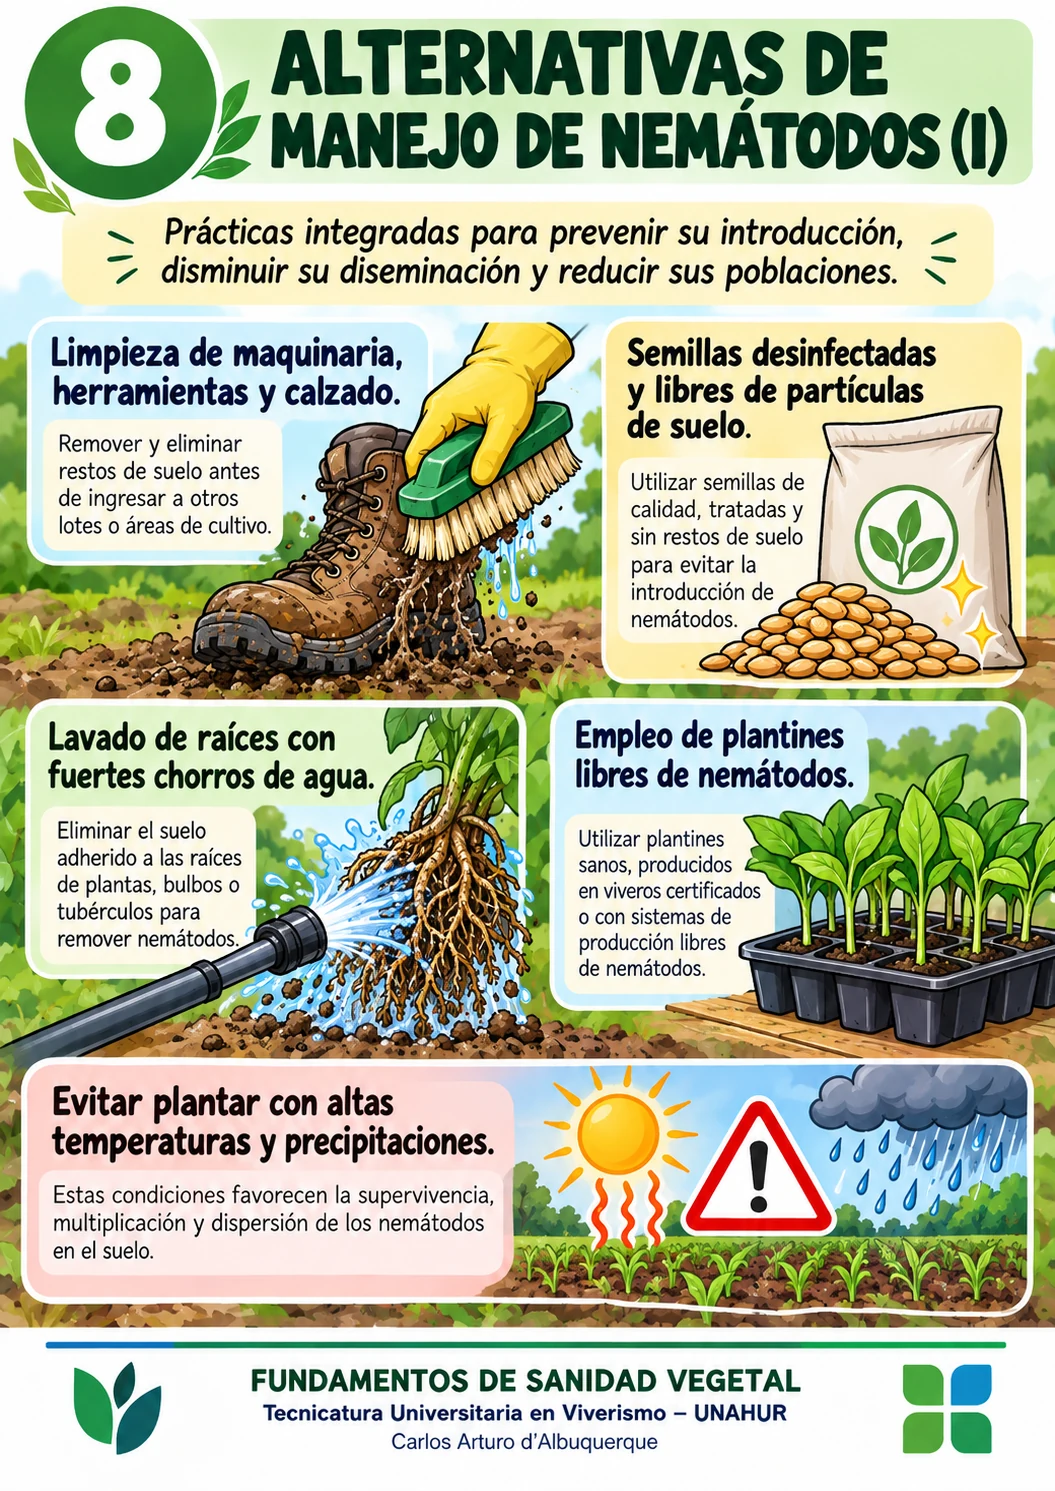 8
ALTERNATIVAS DE
MANEJO DE NEMÁTODOS (I)
Prácticas integradas para prevenir su introducción,
disminuir su diseminación y reducir sus poblaciones.
Limpieza de maquinaria,
herramientas y calzado.
Remover y eliminar
restos de suelo antes
de ingresar a otros
lotes o áreas de cultivo.
Semillas desinfectadas
y libres de partículas
de suelo.
Utilizar semillas de
calidad, tratadas y
sin restos de suelo
para evitar la
introducción de
nemátodos.
Lavado de raíces con
fuertes chorros de agua.
Eliminar el suelo
adherido a las raíces
de plantas, bulbos o
tubérculos para
remover nemátodos.
Empleo de plantines
libres de nemátodos.
Utilizar plantines
sanos, producidos
en viveros certificados
o con sistemas de
producción libres
de nemátodos.
Evitar plantar con altas
temperaturas y precipitaciones.
Estas condiciones favorecen la supervivencia,
multiplicación y dispersión de los nemátodos
en el suelo.
!
FUNDAMENTOS DE SANIDAD VEGETAL
Tecnicatura Universitaria en Viverismo – UNAHUR
Carlos Arturo d'Albuquerque